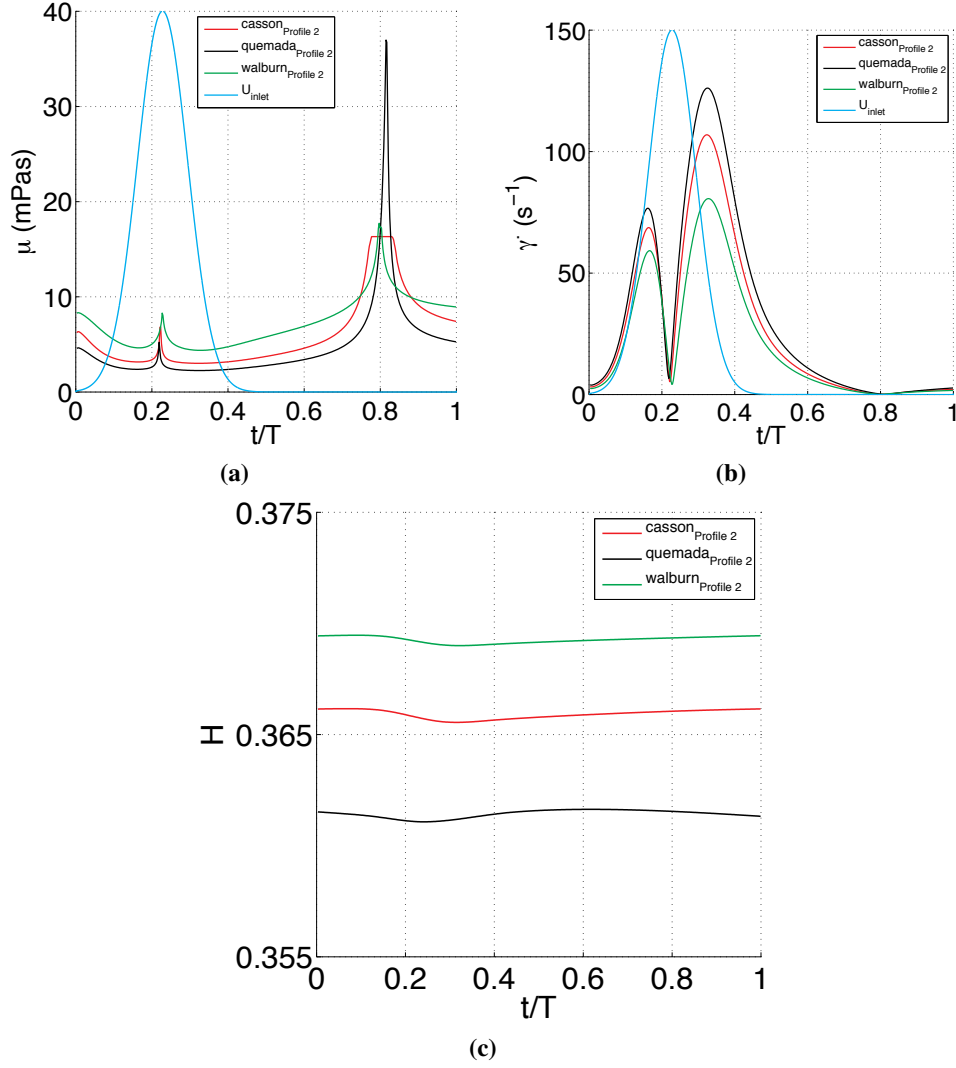 40
30
20
10
0
μ (mPas)
casson Profile 2
quemada Profile 2
walburn Profile 2
U inlet
0 0.2 0.4 0.6 0.8 1
t/T
(a)
150
100
50
0
γ˙ (s⁻¹)
casson Profile 2
quemada Profile 2
walburn Profile 2
U inlet
0 0.2 0.4 0.6 0.8 1
t/T
(b)
0.375
0.365
0.355
H
casson Profile 2
quemada Profile 2
walburn Profile 2
0 0.2 0.4 0.6 0.8 1
t/T
(c)